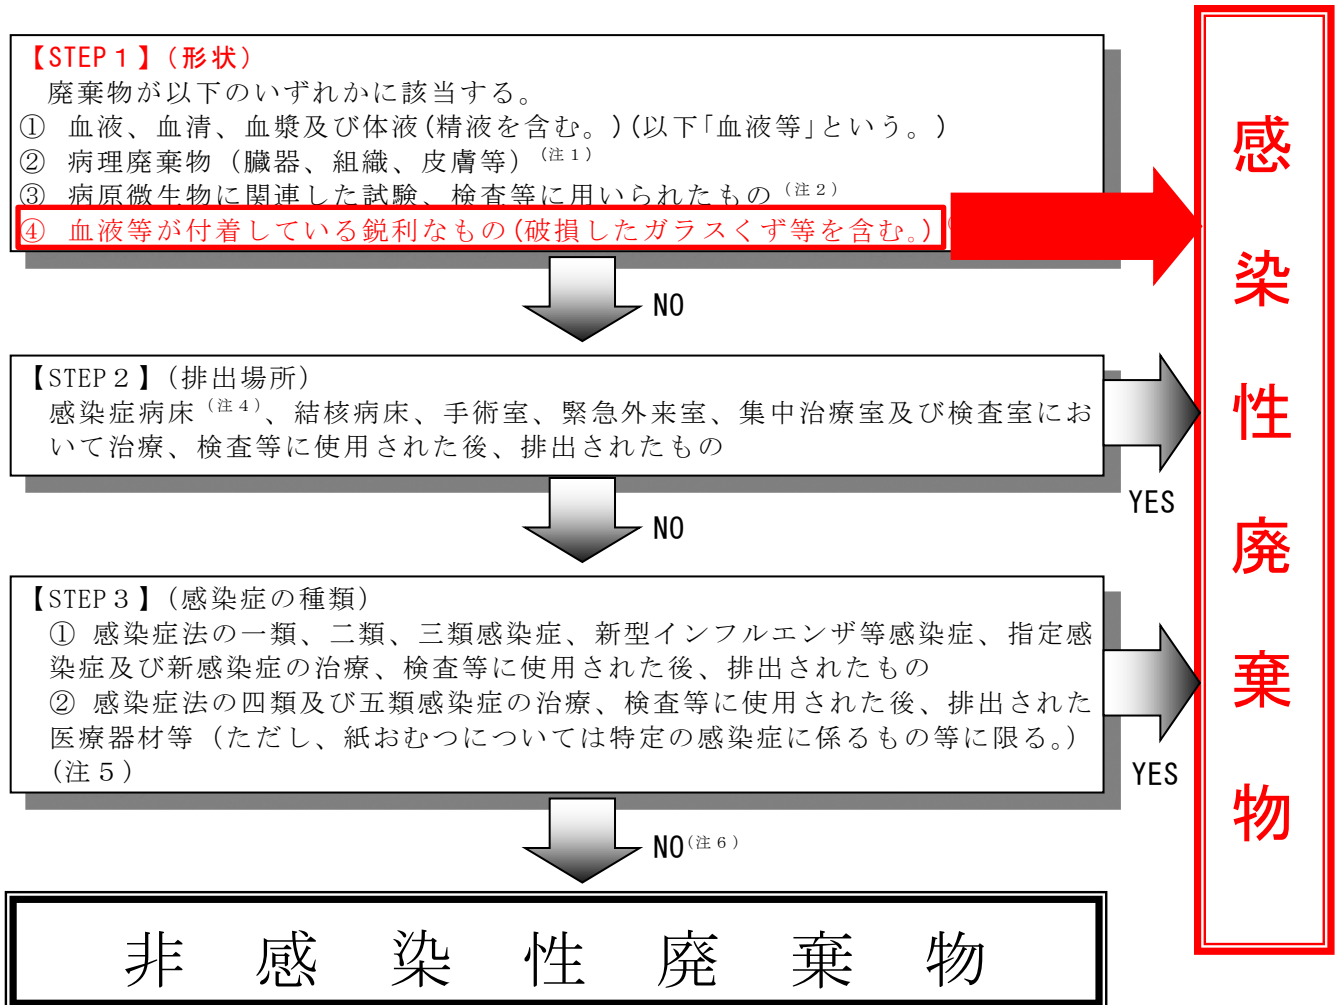 【STEP１】(形状)
廃棄物が以下のいずれかに該当する。
① 血液、血清、血漿及び体液(精液を含む。)(以下「血液等」という。)
② 病理廃棄物（臓器、組織、皮膚等）(注１)
③ 病原微生物に関連した試験、検査等に用いられたもの(注２)
④ 血液等が付着している鋭利なもの(破損したガラスくず等を含む。)
NO
【STEP２】(排出場所)
感染症病床(注４)、結核病床、手術室、緊急外来室、集中治療室及び検査室にお
いて治療、検査等に使用された後、排出されたもの
YES
NO
【STEP３】(感染症の種類)
① 感染症法の一類、二類、三類感染症、新型インフルエンザ等感染症、指定感
染症及び新感染症の治療、検査等に使用された後、排出されたもの
② 感染症法の四類及び五類感染症の治療、検査等に使用された後、排出された
医療器材等（ただし、紙おむつについては特定の感染症に係るもの等に限る。）
(注５)
YES
NO(注６)
非感染性廃棄物
感染性廃棄物